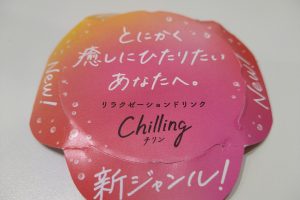 とにかく
癒しにひたりたい
あなたへ。
New!
New!
リラクゼーションドリンク
Chilling
チリン
新ジャンル!